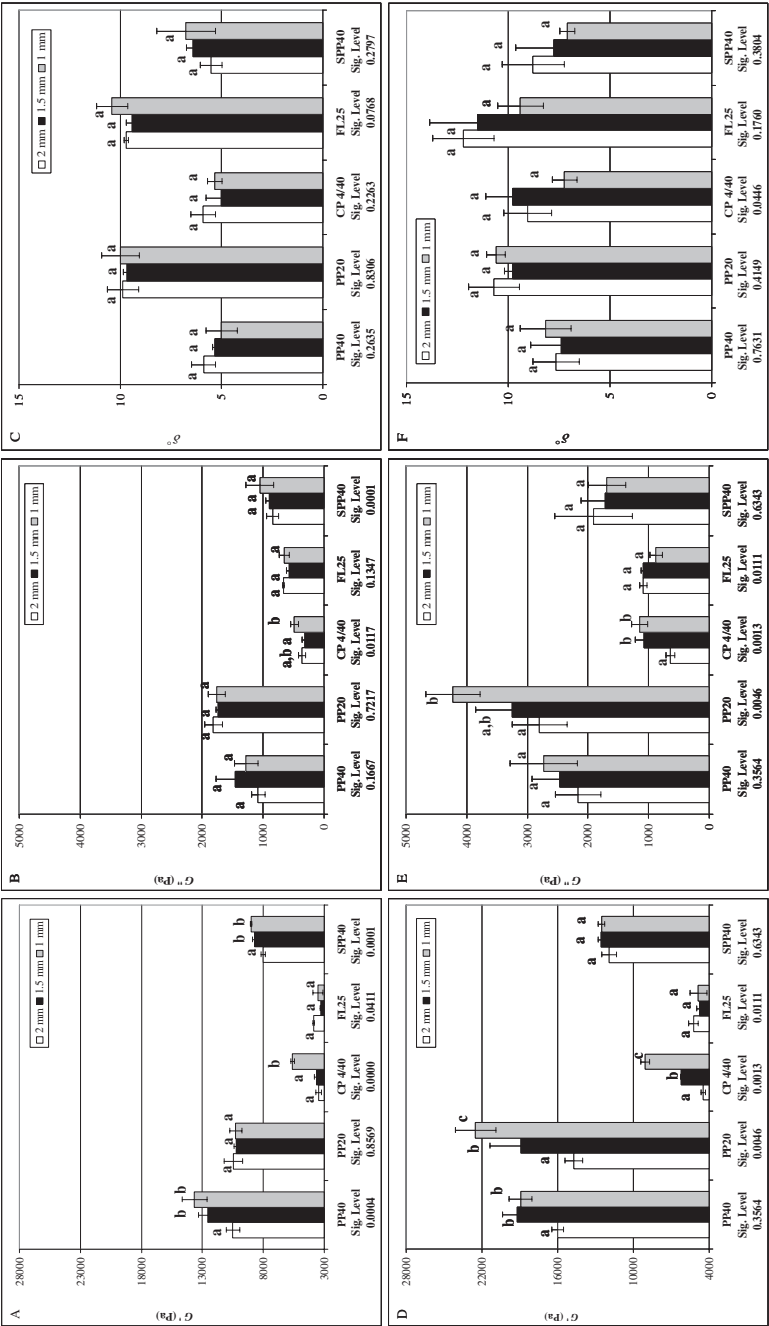 A
2 mm 1.5 mm 1 mm
G' (Pa)
28000
23000
18000
13000
8000
3000
a b b
a a a
a a b
a a a
a b b
PP40 PP20 CP 4/40 FL25 SPP40
Sig. Level Sig. Level Sig. Level Sig. Level Sig. Level
0.0004 0.8569 0.0000 0.0411 0.0001
B
2 mm 1.5 mm 1 mm
G'' (Pa)
5000
4000
3000
2000
1000
0
a a a
a a a
a,b a b
a a a
a a a
PP40 PP20 CP 4/40 FL25 SPP40
Sig. Level Sig. Level Sig. Level Sig. Level Sig. Level
0.1667 0.7217 0.0117 0.1347 0.0001
C
2 mm 1.5 mm 1 mm
δ°
15
10
5
0
a a a
a a a
a a a
a a a
a a a
PP40 PP20 CP 4/40 FL25 SPP40
Sig. Level Sig. Level Sig. Level Sig. Level Sig. Level
0.2635 0.8306 0.2263 0.0768 0.2797
D
2 mm 1.5 mm 1 mm
G' (Pa)
28000
22000
16000
10000
4000
a b b
a b c
a b c
a a a
a a a
PP40 PP20 CP 4/40 FL25 SPP40
Sig. Level Sig. Level Sig. Level Sig. Level Sig. Level
0.3564 0.0046 0.0013 0.0111 0.6343
E
2 mm 1.5 mm 1 mm
G'' (Pa)
5000
4000
3000
2000
1000
0
a a a
a a,b b
a b b
a a a
a a a
PP40 PP20 CP 4/40 FL25 SPP40
Sig. Level Sig. Level Sig. Level Sig. Level Sig. Level
0.3564 0.0046 0.0013 0.0111 0.6343
F
2 mm 1.5 mm 1 mm
δ°
15
10
5
0
a a a
a a a
a a a
a a a
a a a
PP40 PP20 CP 4/40 FL25 SPP40
Sig. Level Sig. Level Sig. Level Sig. Level Sig. Level
0.7631 0.4149 0.0446 0.1760 0.3804